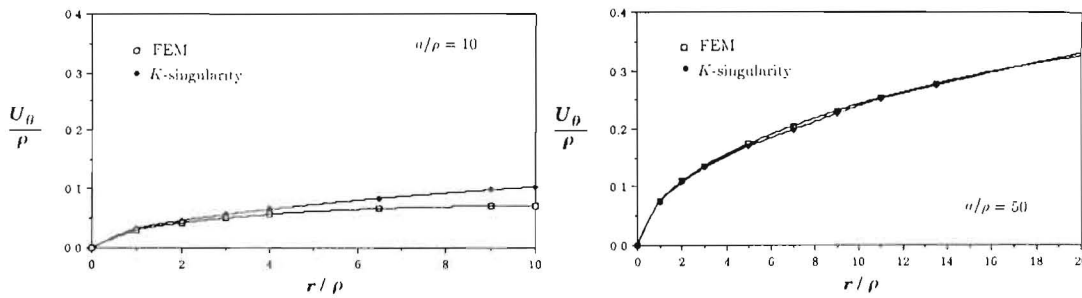 0.4
0.3
0.2
0.1
0.0
U_θ
ρ
FEM
K-singularity
a/ρ = 10
0 2 4 6 8 10
r / ρ
0.4
0.3
0.2
0.1
0.0
U_θ
ρ
FEM
K-singularity
a/ρ = 50
0 2 4 6 8 10 12 14 16 18 20
r / ρ